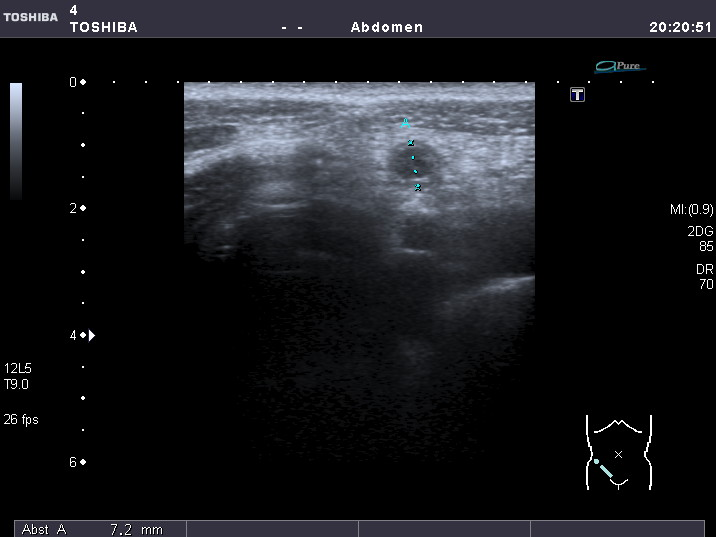 TOSHIBA
4
TOSHIBA - - Abdomen 20:20:51
Pure
T
0
2
4
6
MI:(0.9)
2DG
85
DR
70
12L5
T9.0
26 fps
Abst A 7.2 mm